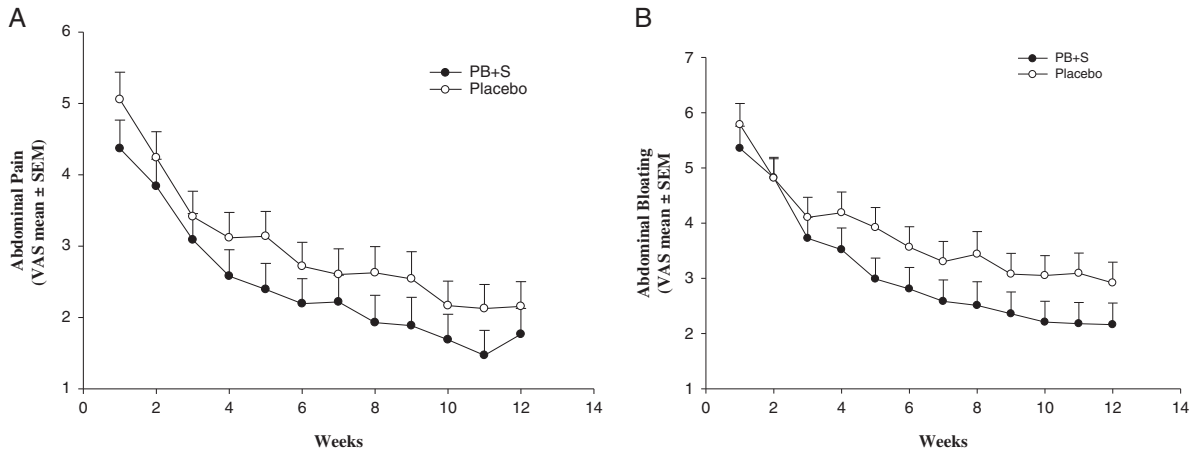 A
6
5
4
3
2
1
0
2
4
6
8
10
12
14
Abdominal Pain
(VAS mean ± SEM)
Weeks
PB+S
Placebo
B
7
6
5
4
3
2
1
0
2
4
6
8
10
12
14
Abdominal Bloating
(VAS mean ± SEM
Weeks
PB+S
Placebo